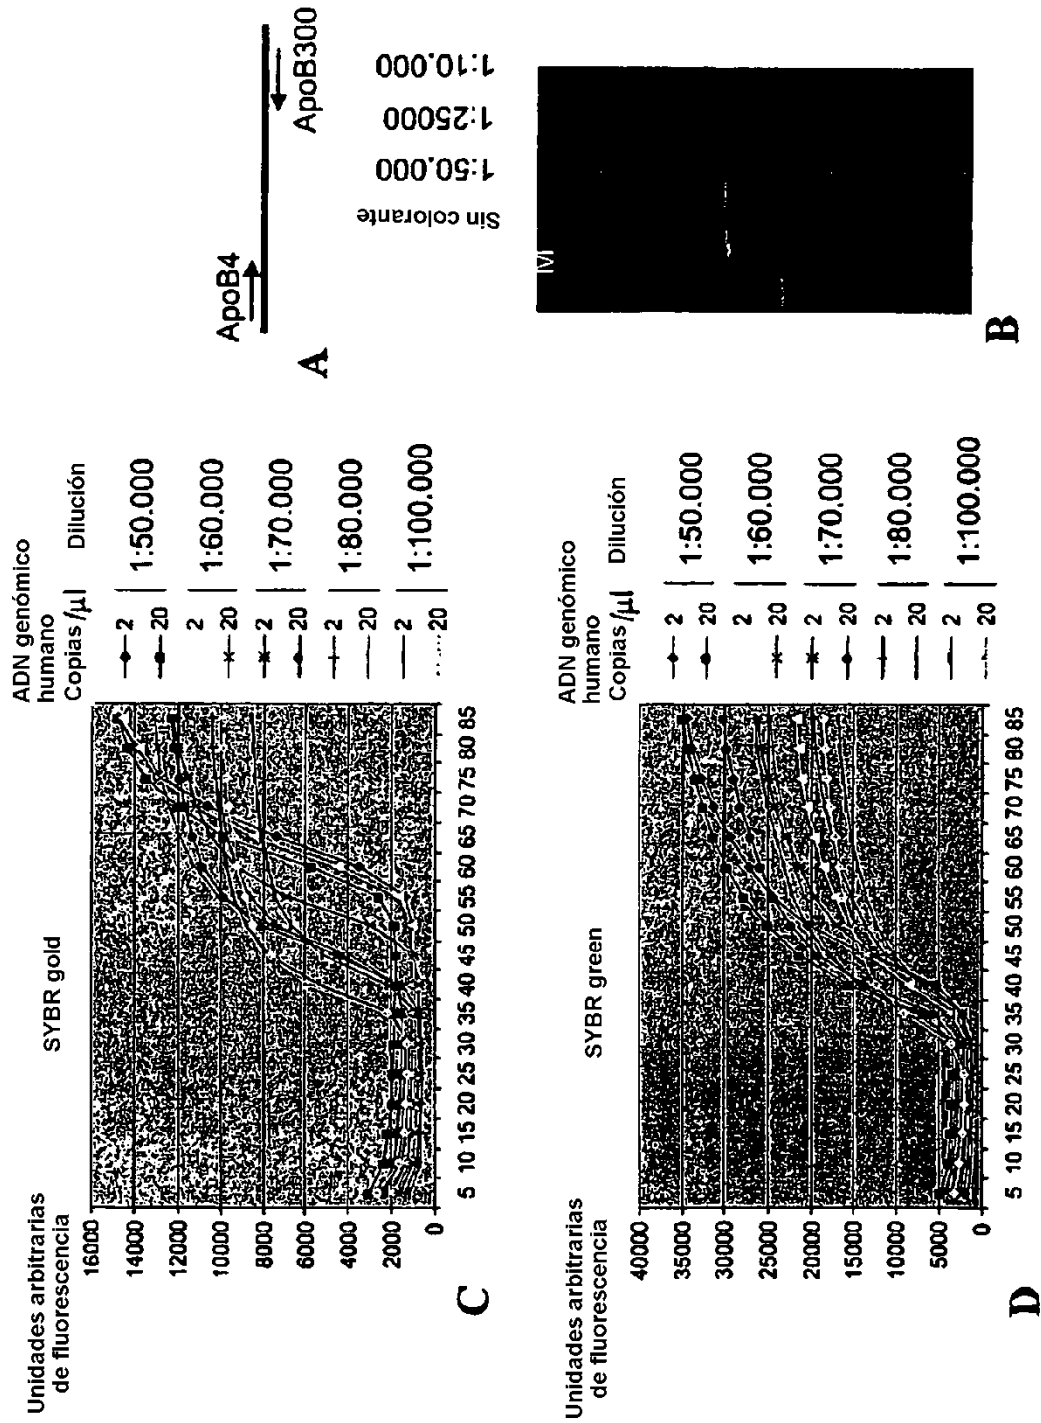 Unidades arbitrarias
de fluorescencia
SYBR gold
ADN genómico
humano
Copias/µl Dilución
16000
14000
12000
10000
8000
6000
4000
2000
0
5 10 15 20 25 30 35 40 45 50 55 60 65 70 75 80 85
2
20
1:50.000
2
20
1:60.000
2
20
1:70.000
2
20
1:80.000
2
20
1:100.000
C
ApoB4
ApoB300
A
Sin colorante
1:50.000
1:25000
1:10.000
M
B
Unidades arbitrarias
de fluorescencia
SYBR green
ADN genómico
humano
Copias/µl Dilución
40000
35000
30000
25000
20000
15000
10000
5000
0
5 10 15 20 25 30 35 40 45 50 55 60 65 70 75 80 85
2
20
1:50.000
2
20
1:60.000
2
20
1:70.000
2
20
1:80.000
2
20
1:100.000
D